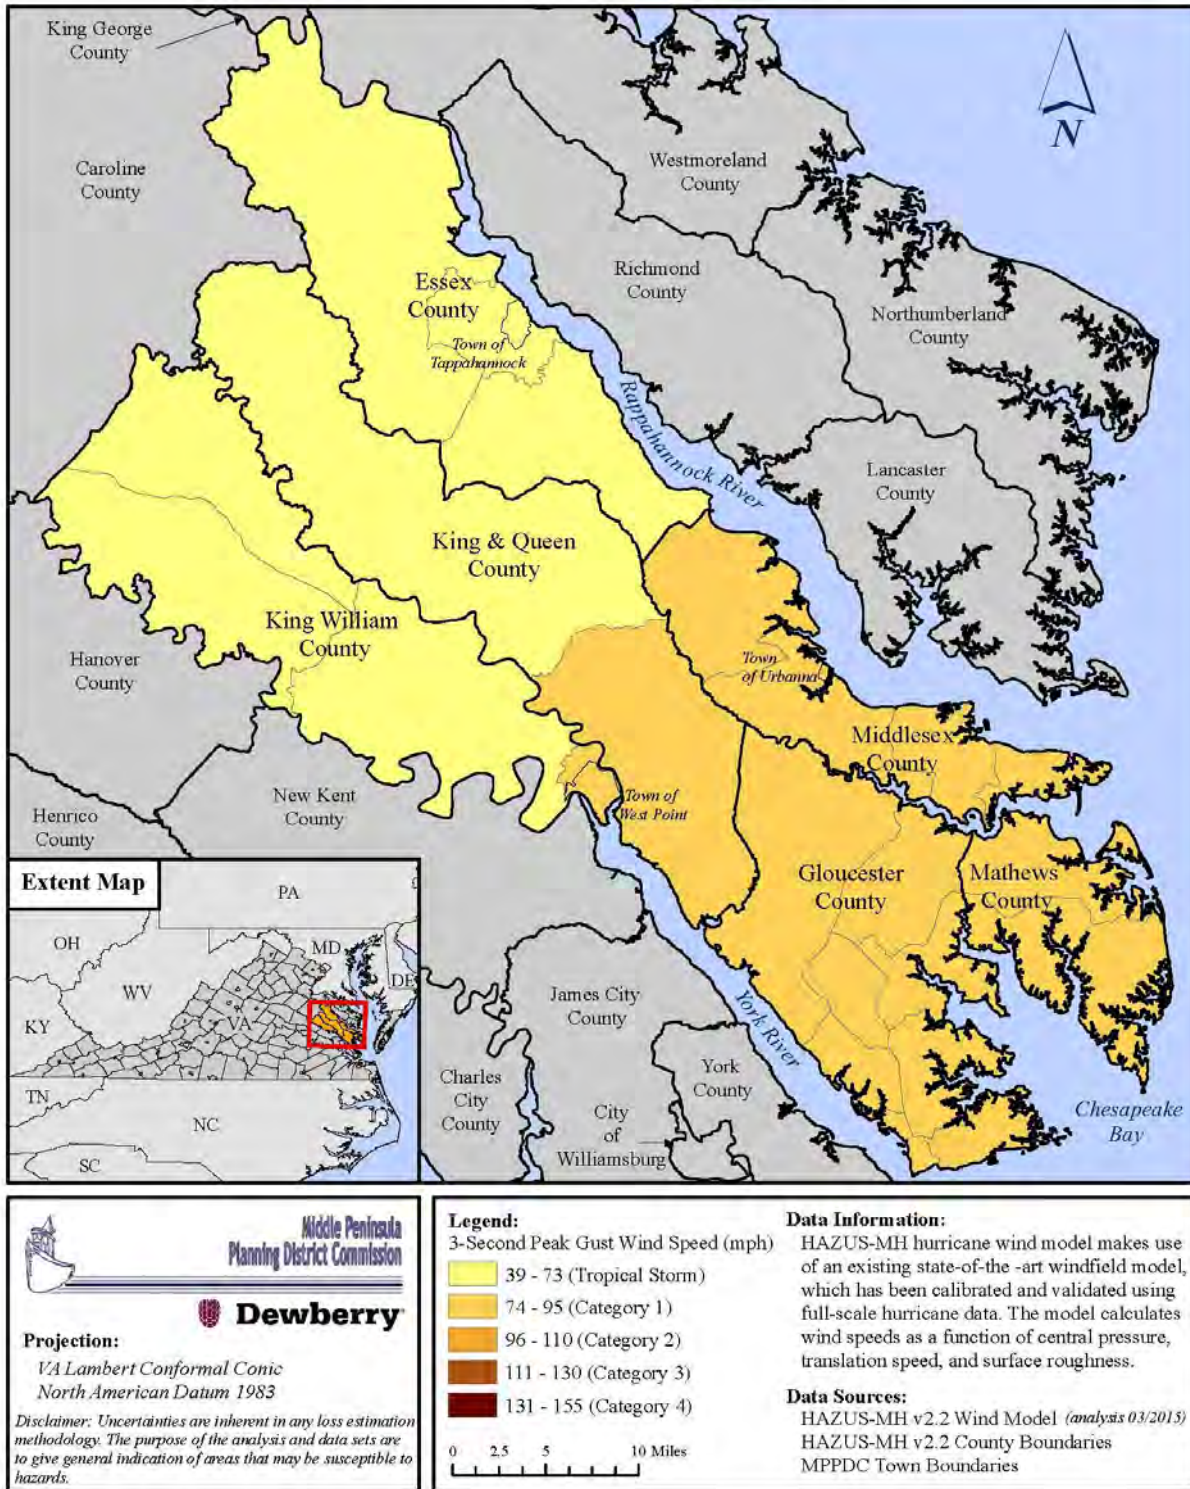 King George
County
Caroline
County
Westmoreland
County
Richmond
County
Northumberland
County
Essex
County
Town of
Tappahannock
Rappahannock River
Lancaster
County
King & Queen
County
King William
County
Hanover
County
Town
of Urbanna
Middlesex
County
New Kent
County
Henrico
County
Town of
West Point
Gloucester
County
Mathews
County
James City
County
York River
York
County
Charles
City
County
City
of
Williamsburg
Chesapeake
Bay
N
Extent Map
PA
OH
MD
DE
WV
KY
VA
TN
NC
SC
Middle Peninsula
Planning District Commission
Dewberry
Projection:
VA Lambert Conformal Conic
North American Datum 1983
Disclaimer: Uncertainties are inherent in any loss estimation
methodology. The purpose of the analysis and data sets are
to give general indication of areas that may be susceptible to
hazards.
Legend:
3-Second Peak Gust Wind Speed (mph)
39 - 73 (Tropical Storm)
74 - 95 (Category 1)
96 - 110 (Category 2)
111 - 130 (Category 3)
131 - 155 (Category 4)
0 2.5 5 10 Miles
Data Information:
HAZUS-MH hurricane wind model makes use
of an existing state-of-the -art windfield model,
which has been calibrated and validated using
full-scale hurricane data. The model calculates
wind speeds as a function of central pressure,
translation speed, and surface roughness.
Data Sources:
HAZUS-MH v2.2 Wind Model (analysis 03/2015)
HAZUS-MH v2.2 County Boundaries
MPPDC Town Boundaries